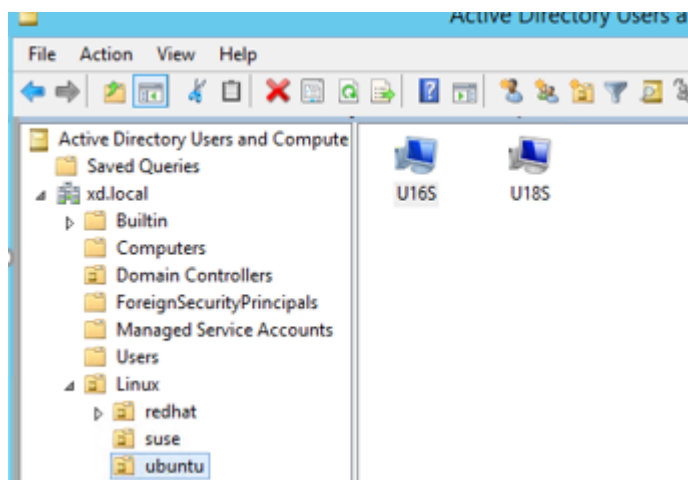 Active Directory Users a
File Action View Help
Active Directory Users and Compute
Saved Queries
xd.local
Builtin
Computers
Domain Controllers
ForeignSecurityPrincipals
Managed Service Accounts
Users
Linux
redhat
suse
ubuntu
U16S U18S